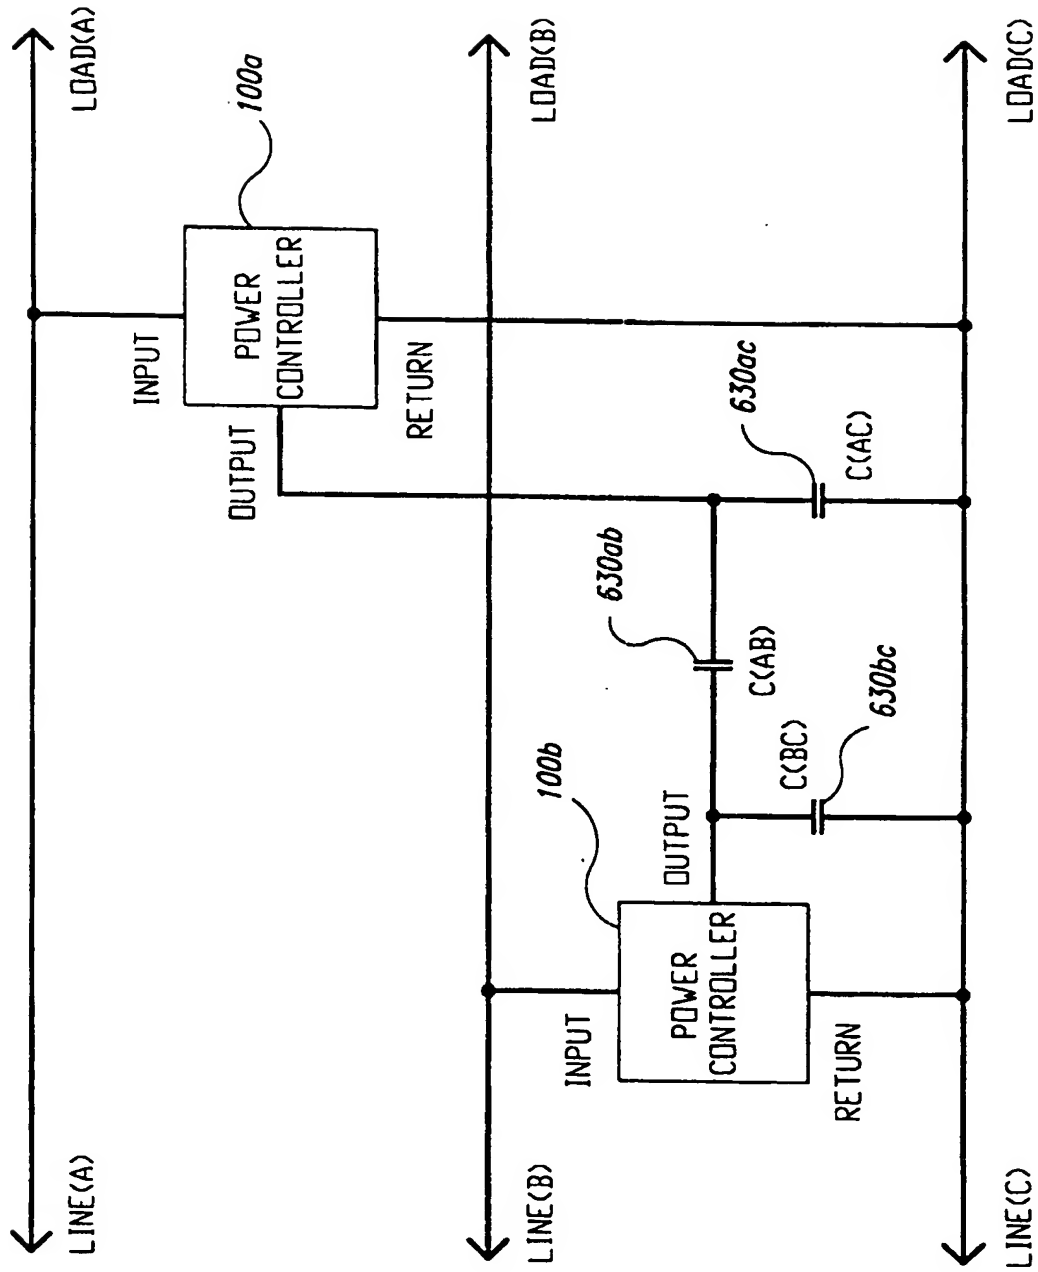 LINE(A)
LOAD(A)
INPUT
POWER
CONTROLLER
100a
OUTPUT
RETURN
LINE(B)
LOAD(B)
INPUT
POWER
CONTROLLER
100b
OUTPUT
RETURN
630ab
C(AB)
630ac
C(AC)
C(BC)
630bc
LINE(C)
LOAD(C)